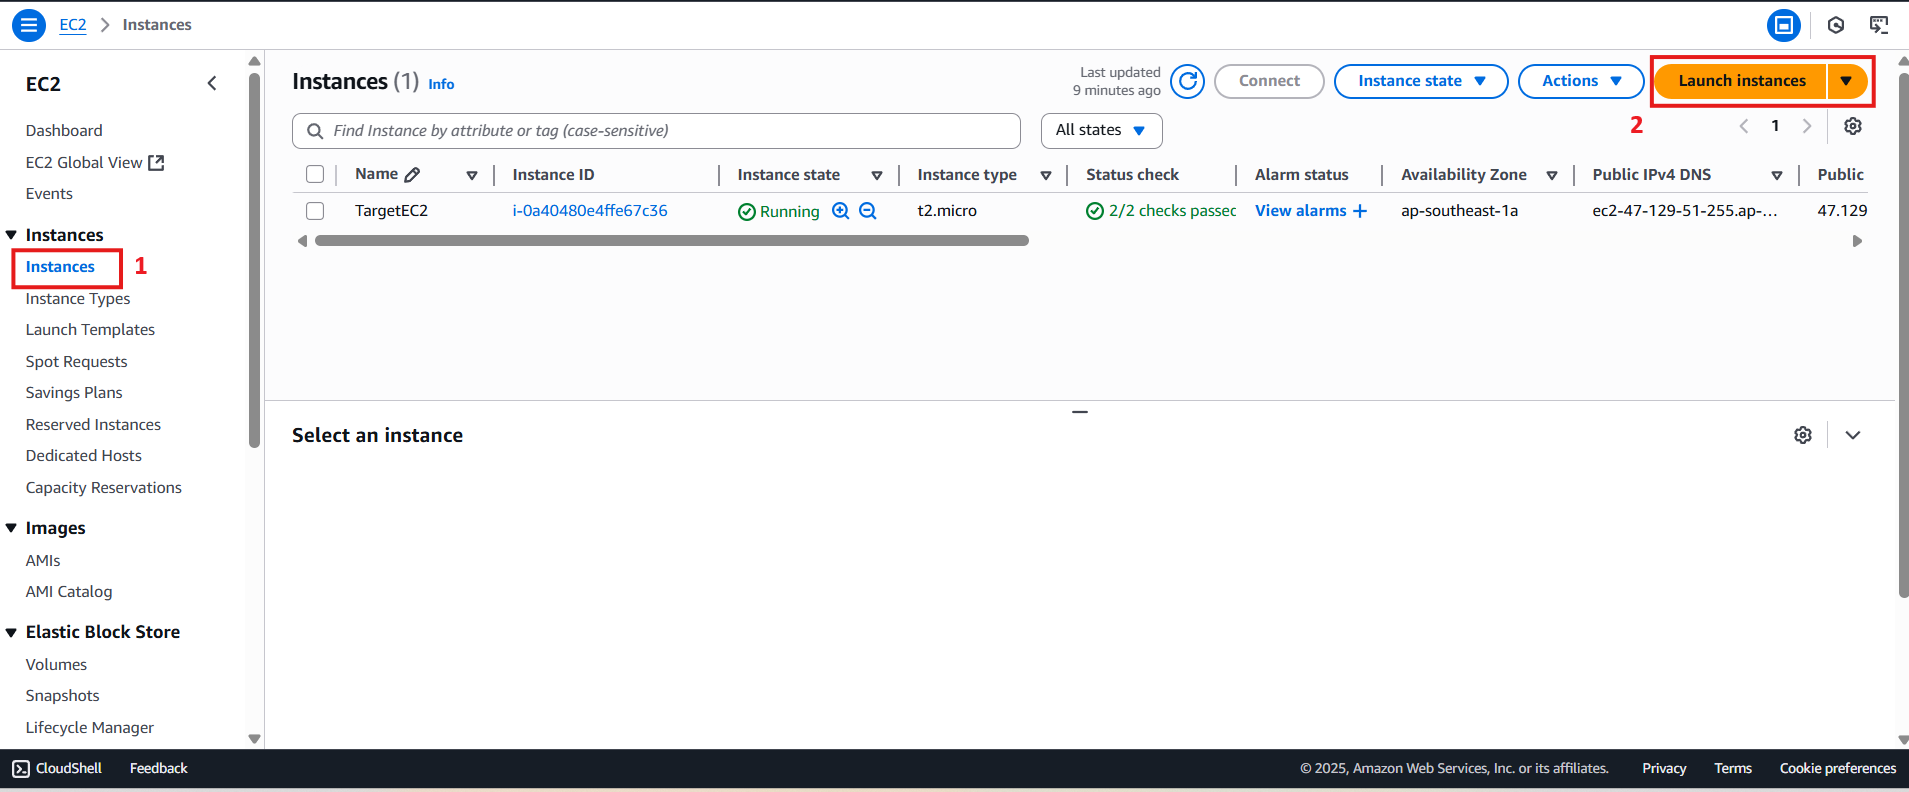 EC2 Instances
EC2
Dashboard
EC2 Global View
Events
Instances
Instances 1
Instance Types
Launch Templates
Spot Requests
Savings Plans
Reserved Instances
Dedicated Hosts
Capacity Reservations
Images
AMIs
AMI Catalog
Elastic Block Store
Volumes
Snapshots
Lifecycle Manager
Instances (1) Info
Last updated
9 minutes ago
Connect Instance state Actions Launch instances
Find Instance by attribute or tag (case-sensitive) All states 2 1
Name Instance ID Instance state Instance type Status check Alarm status Availability Zone Public IPv4 DNS Public
TargetEC2 i-0a40480e4ffe67c36 Running t2.micro 2/2 checks passed View alarms + ap-southeast-1a ec2-47-129-51-255.ap-... 47.129
Select an instance
CloudShell Feedback © 2025, Amazon Web Services, Inc. or its affiliates. Privacy Terms Cookie preferences